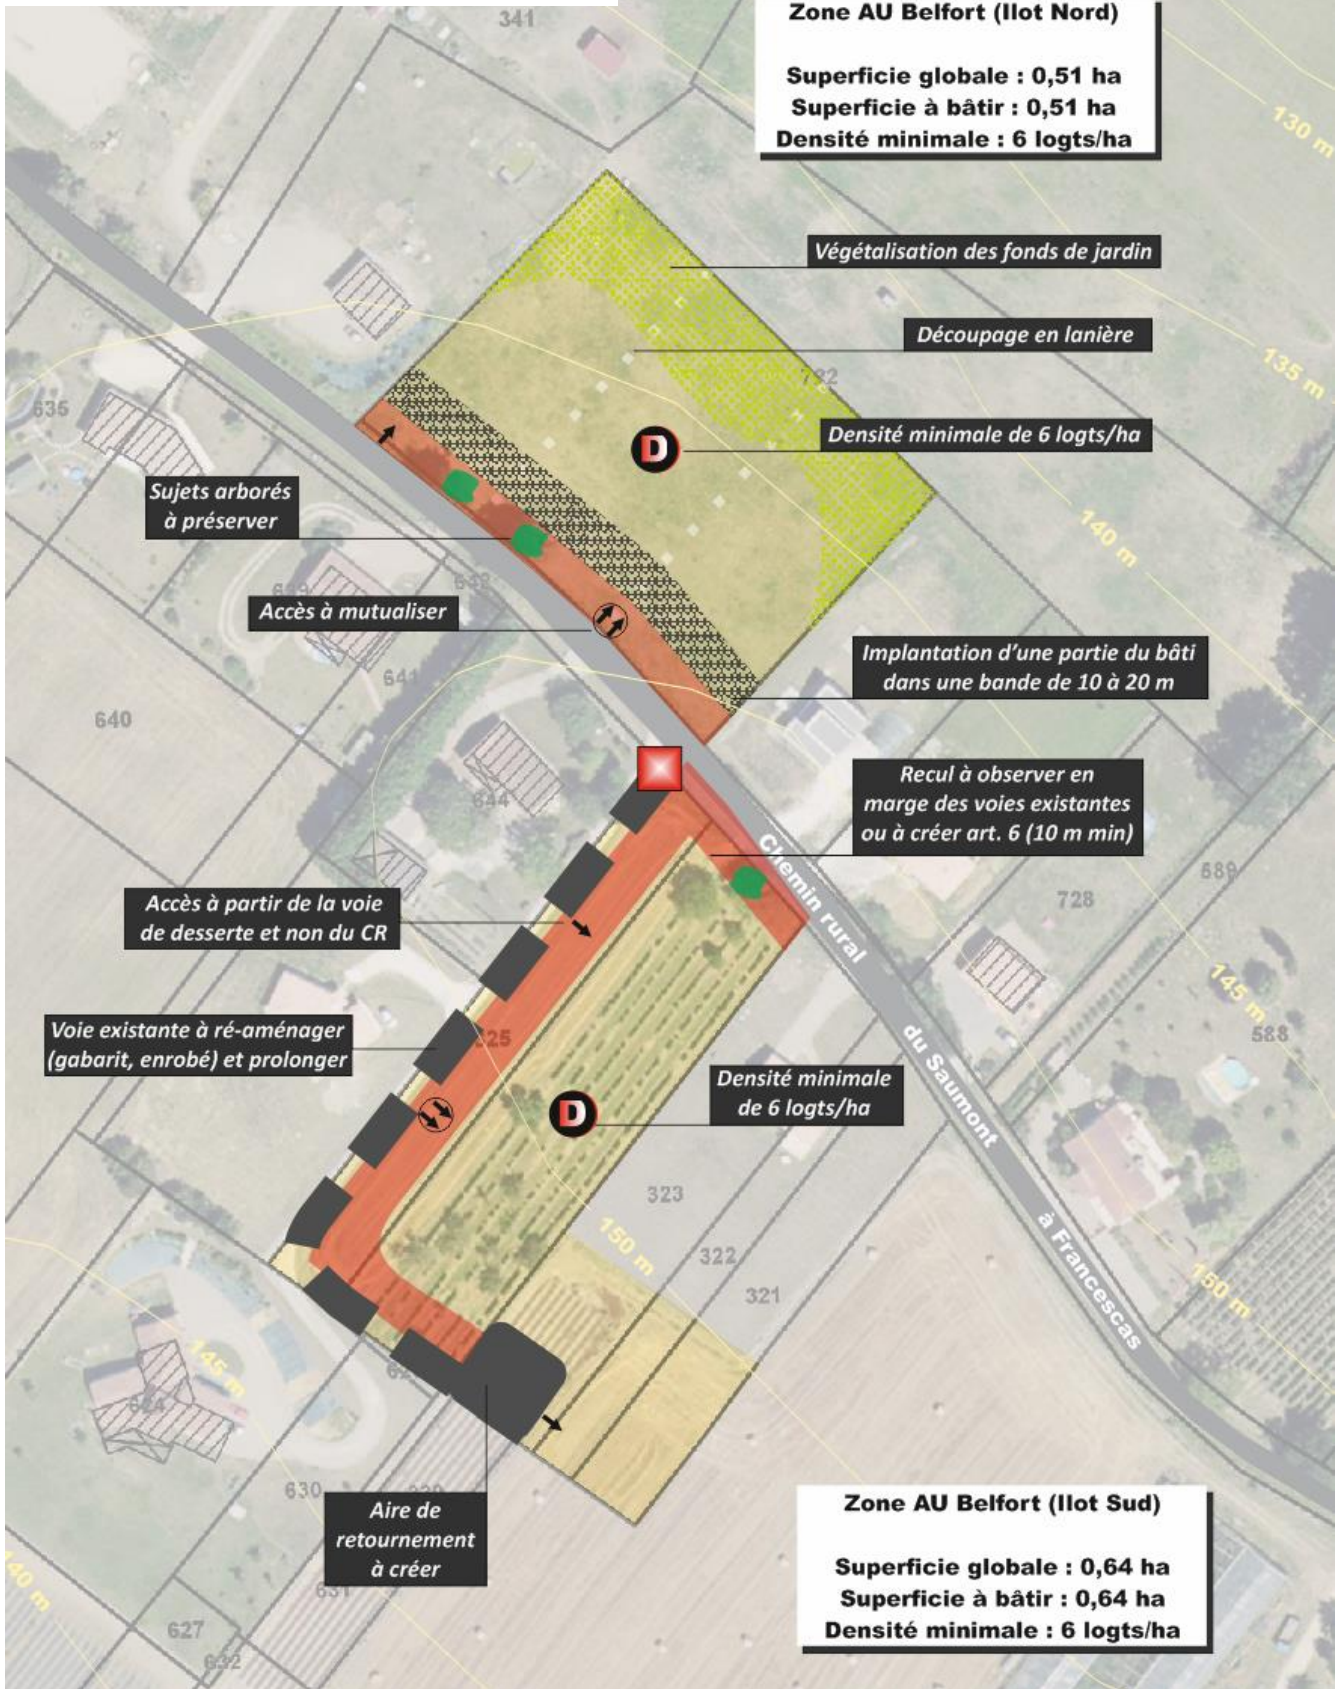 Zone AU Belfort (Ilot Nord)
Superficie globale : 0,51 ha
Superficie à bâtir : 0,51 ha
Densité minimale : 6 logts/ha
341
130 m
Végétalisation des fonds de jardin
Découpage en lanière
135 m
722
635
Densité minimale de 6 logts/ha
D
Sujets arborés
à préserver
140 m
Accès à mutualiser
641
Implantation d'une partie du bâti
dans une bande de 10 à 20 m
640
Recul à observer en
marge des voies existantes
ou à créer art. 6 (10 m min)
644
Chemin rural
du Saumont
à Francescas
589
728
Accès à partir de la voie
de desserte et non du CR
145 m
588
Voie existante à ré-aménager
(gabarit, enrobé) et prolonger
625
Densité minimale
de 6 logts/ha
D
323
150 m
322
321
150 m
145 m
624
630
Aire de
retournement
à créer
631
140 m
627
632
Zone AU Belfort (Ilot Sud)
Superficie globale : 0,64 ha
Superficie à bâtir : 0,64 ha
Densité minimale : 6 logts/ha